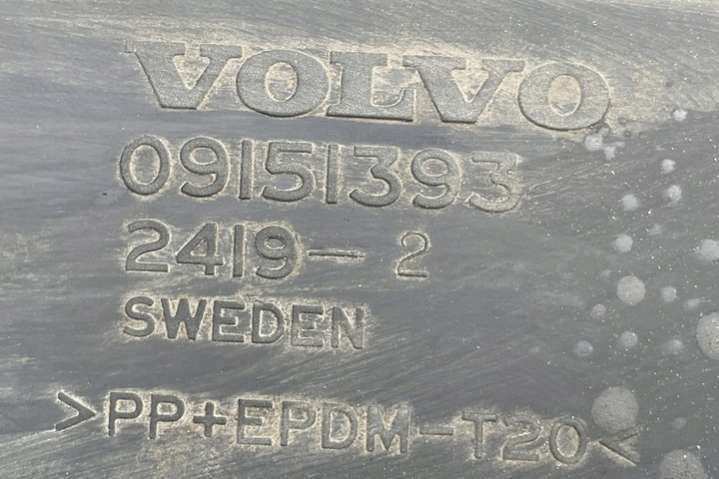 VOLVO
09151393
2419-2
SWEDEN
>PP+EPDM-T20<